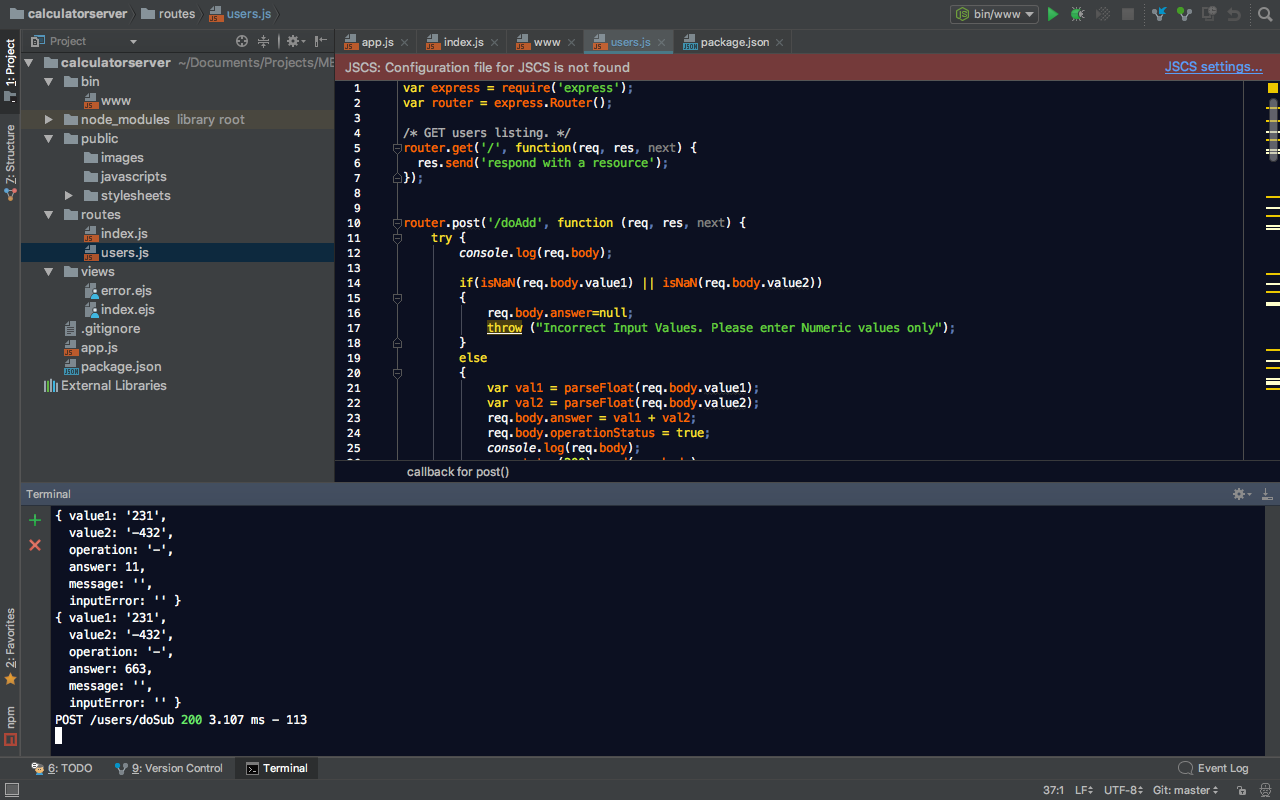 calculatorserver routes users.js bin/www
1: Project
Project
app.js index.js www users.js package.json
JSCS: Configuration file for JSCS is not found JSCS settings...
calculatorserver ~/Documents/Projects/ME
bin
www
node_modules library root
public
images
javascripts
stylesheets
routes
index.js
users.js
views
error.ejs
index.ejs
.gitignore
app.js
package.json
External Libraries
Z: Structure
1 var express = require('express');
2 var router = express.Router();
3
4 /* GET users listing. */
5 router.get('/', function(req, res, next) {
6 res.send('respond with a resource');
7 });
8
9
10 router.post('/doAdd', function (req, res, next) {
11 try {
12 console.log(req.body);
13
14 if(isNaN(req.body.value1) || isNaN(req.body.value2))
15 {
16 req.body.answer=null;
17 throw ("Incorrect Input Values. Please enter Numeric values only");
18 }
19 else
20 {
21 var val1 = parseFloat(req.body.value1);
22 var val2 = parseFloat(req.body.value2);
23 req.body.answer = val1 + val2;
24 req.body.operationStatus = true;
25 console.log(req.body);
callback for post()
Terminal
{ value1: '231',
value2: '-432',
operation: '-',
answer: 11,
message: '',
inputError: '' }
{ value1: '231',
value2: '-432',
operation: '-',
answer: 663,
message: '',
inputError: '' }
POST /users/doSub 200 3.107 ms - 113
2: Favorites
npm
6: TODO 9: Version Control Terminal Event Log
37:1 LF UTF-8 Git: master